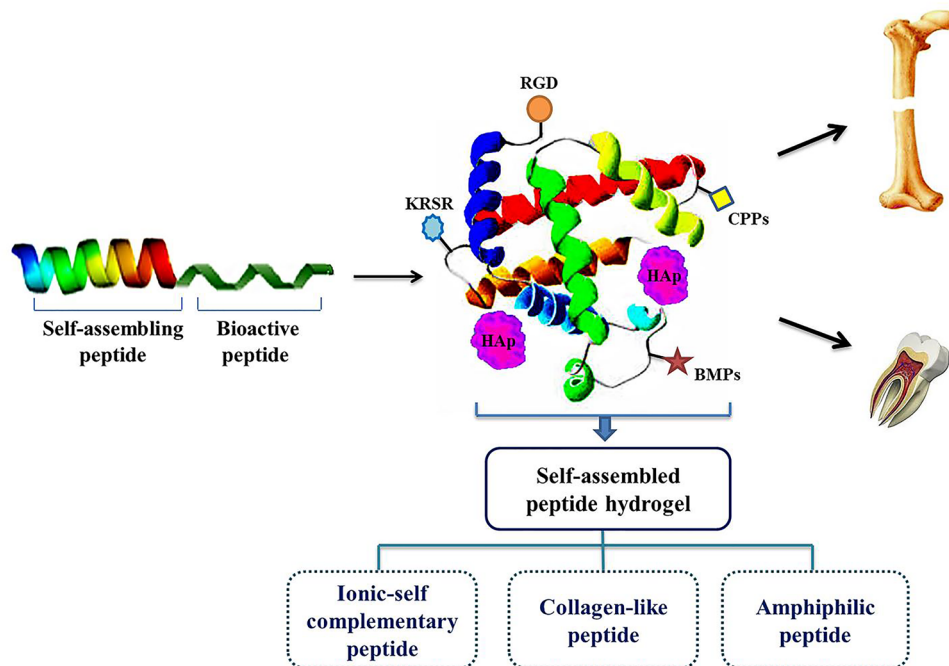 RGD
KRSR
CPPs
HAp
HAp
BMPs
Self-assembling
peptide
Bioactive
peptide
Self-assembled
peptide hydrogel
Ionic-self
complementary
peptide
Collagen-like
peptide
Amphiphilic
peptide